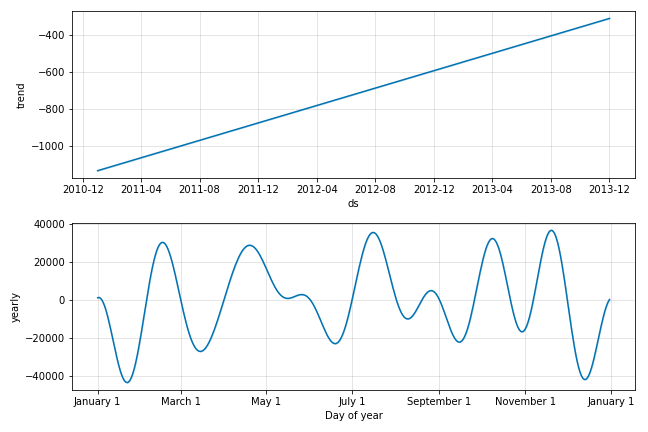 −400
−600
−800
−1000
trend
2010-12 2011-04 2011-08 2011-12 2012-04 2012-08 2012-12 2013-04 2013-08 2013-12
ds
40000
20000
0
−20000
−40000
yearly
January 1 March 1 May 1 July 1 September 1 November 1 January 1
Day of year